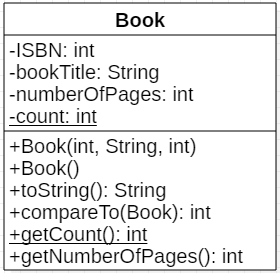 Book
-ISBN: int
-bookTitle: String
-numberOfPages: int
-count: int
+Book(int, String, int)
+Book()
+toString(): String
+compareTo(Book): int
+getCount(): int
+getNumberOfPages(): int